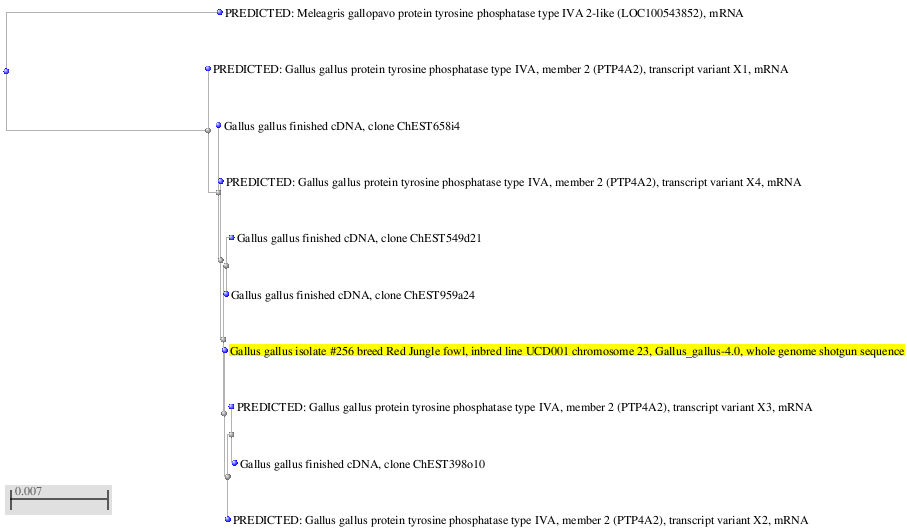 PREDICTED: Meleagris gallopavo protein tyrosine phosphatase type IVA 2-like (LOC100543852), mRNA
PREDICTED: Gallus gallus protein tyrosine phosphatase type IVA, member 2 (PTP4A2), transcript variant X1, mRNA
Gallus gallus finished cDNA, clone ChEST658i4
PREDICTED: Gallus gallus protein tyrosine phosphatase type IVA, member 2 (PTP4A2), transcript variant X4, mRNA
Gallus gallus finished cDNA, clone ChEST549d21
Gallus gallus finished cDNA, clone ChEST959a24
Gallus gallus isolate #256 breed Red Jungle fowl, inbred line UCD001 chromosome 23, Gallus_gallus-4.0, whole genome shotgun sequence
PREDICTED: Gallus gallus protein tyrosine phosphatase type IVA, member 2 (PTP4A2), transcript variant X3, mRNA
Gallus gallus finished cDNA, clone ChEST398o10
0.007
PREDICTED: Gallus gallus protein tyrosine phosphatase type IVA, member 2 (PTP4A2), transcript variant X2, mRNA